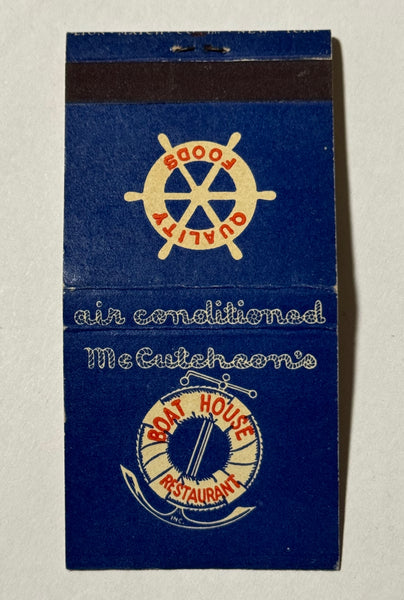 QUALITY
FOODS
air conditioned
McCutcheon's
BOAT HOUSE
RESTAURANT
INC.